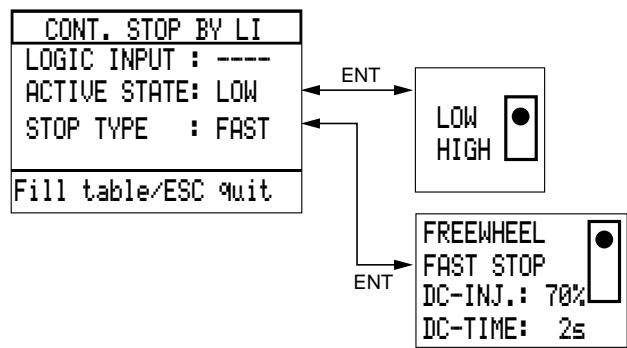 CONT. STOP BY LI
LOGIC INPUT : ----
ACTIVE STATE: LOW
STOP TYPE : FAST
Fill table/ESC quit
ENT
LOW
HIGH
ENT
FREEWHEEL
FAST STOP
DC-INJ.: 70%
DC-TIME: 2s